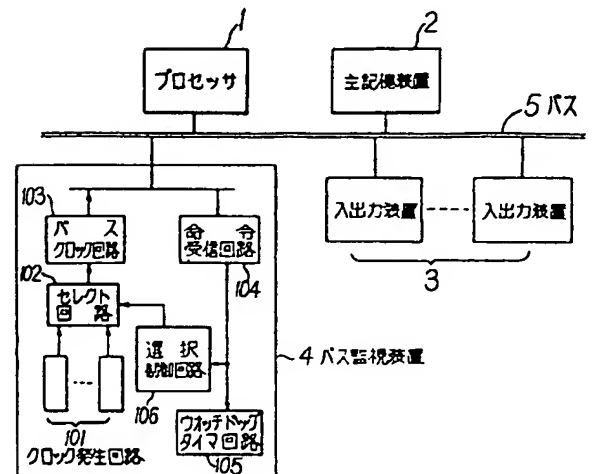 1
プロセッサ
2
主記憶装置
5 バス
103
バス
クロック回路
命令
受信回路
104
入出力装置
入出力装置
3
102
セレクト
回路
選択
制御回路
106
4 バス監視装置
101
クロック発生回路
ウオッチドッグ
タイマ回路
105